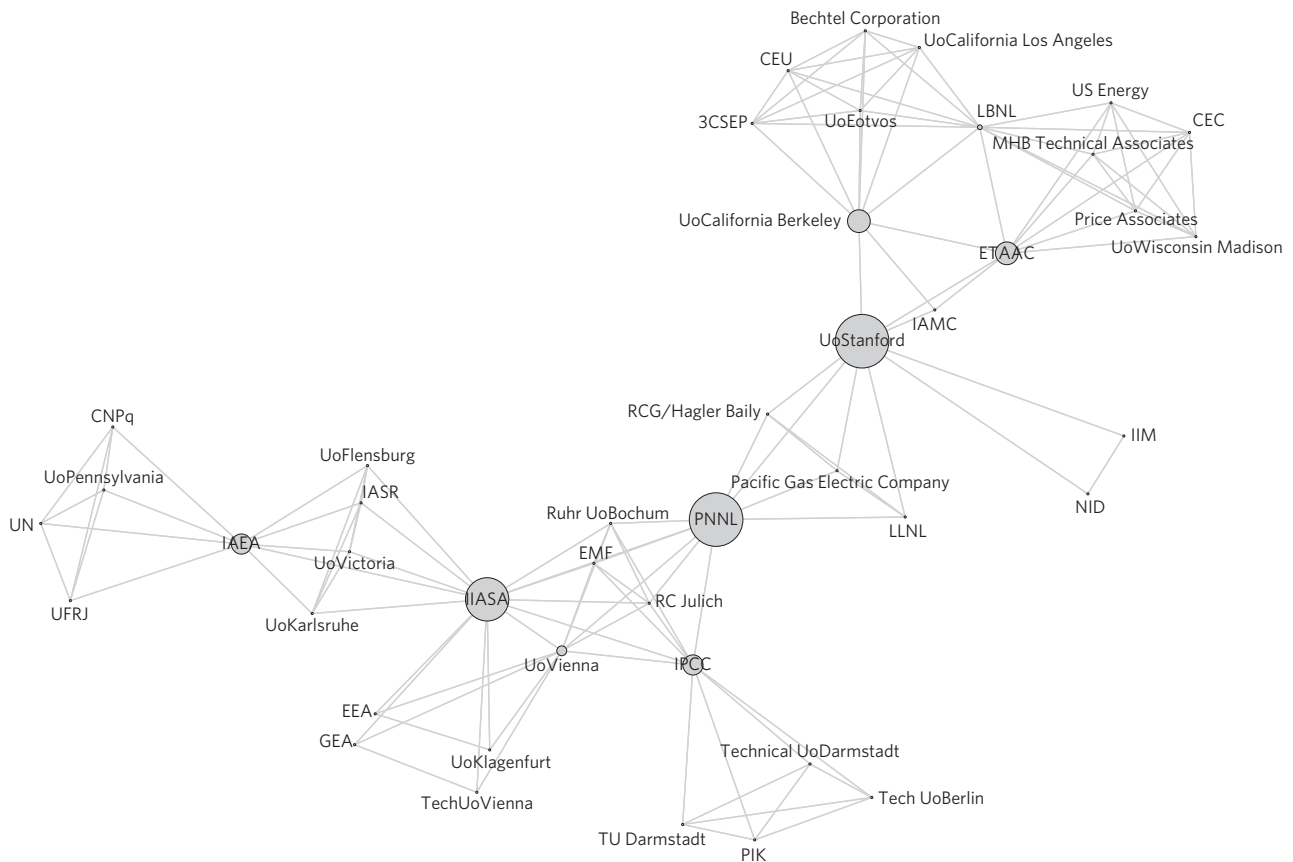 Bechtel Corporation
UoCalifornia Los Angeles
CEU
US Energy
LBNL
3CSEP
UoEotvos
CEC
MHB Technical Associates
UoCalifornia Berkeley
Price Associates
UoWisconsin Madison
ETAAC
IAMC
UoStanford
RCG/Hagler Baily
IIM
CNPq
UoFlensburg
UoPennsylvania
IASR
Pacific Gas Electric Company
NID
UN
Ruhr UoBochum
PNNL
LLNL
IAEA
EMF
UoVictoria
UFRJ
UoKarlsruhe
IIASA
RC Julich
UoVienna
IPCC
EEA
GEA
UoKlagenfurt
Technical UoDarmstadt
TechUoVienna
Tech UoBerlin
TU Darmstadt
PIK